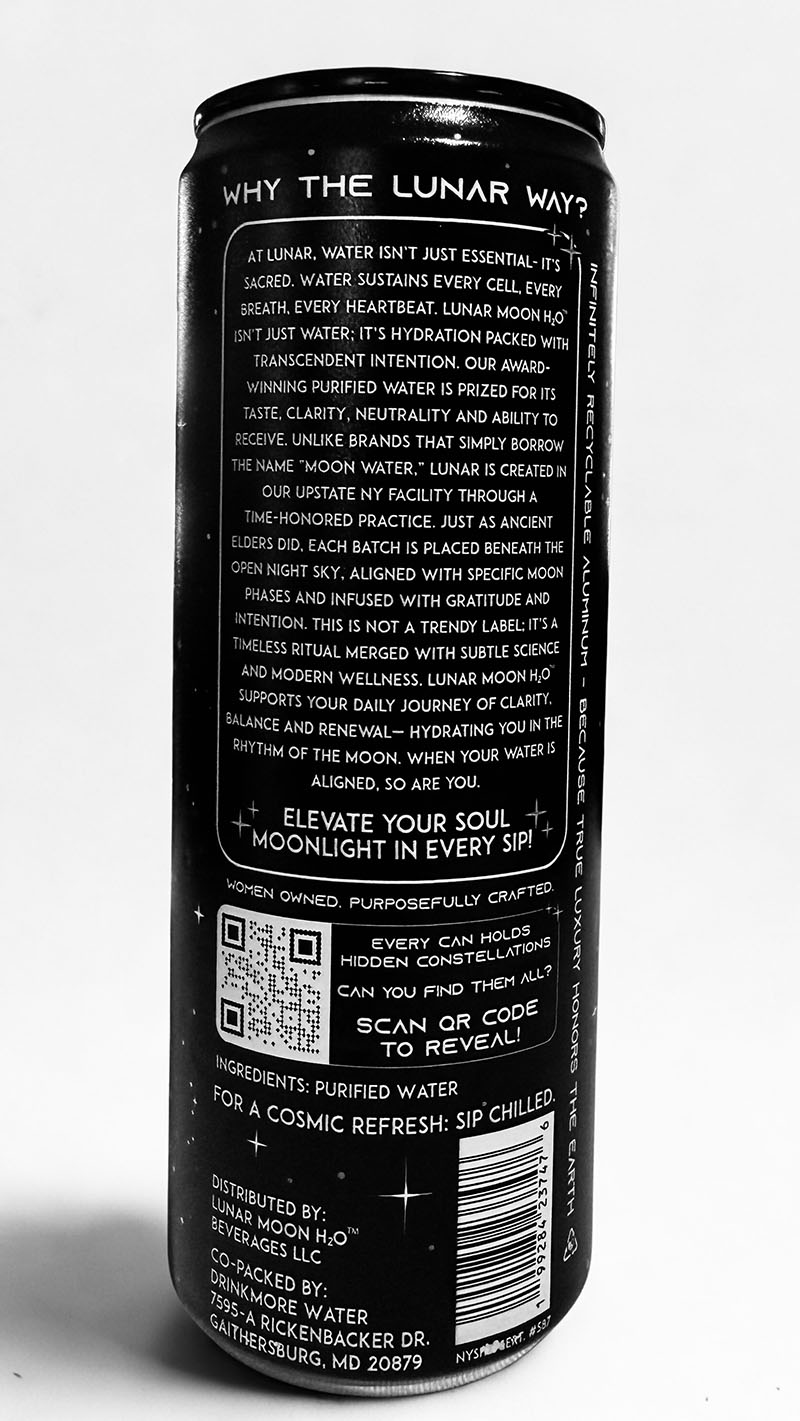 WHY THE LUNAR WAY?
AT LUNAR, WATER ISN'T JUST ESSENTIAL- IT'S
SACRED. WATER SUSTAINS EVERY CELL, EVERY
BREATH, EVERY HEARTBEAT. LUNAR MOON H₂O™
ISN'T JUST WATER; IT'S HYDRATION PACKED WITH
TRANSCENDENT INTENTION. OUR AWARD-
WINNING PURIFIED WATER IS PRIZED FOR ITS
TASTE, CLARITY, NEUTRALITY AND ABILITY TO
RECEIVE. UNLIKE BRANDS THAT SIMPLY BORROW
THE NAME "MOON WATER," LUNAR IS CREATED IN
OUR UPSTATE NY FACILITY THROUGH A
TIME-HONORED PRACTICE. JUST AS ANCIENT
ELDERS DID, EACH BATCH IS PLACED BENEATH THE
OPEN NIGHT SKY, ALIGNED WITH SPECIFIC MOON
PHASES AND INFUSED WITH GRATITUDE AND
INTENTION. THIS IS NOT A TRENDY LABEL; IT'S A
TIMELESS RITUAL MERGED WITH SUBTLE SCIENCE
AND MODERN WELLNESS. LUNAR MOON H₂O™
SUPPORTS YOUR DAILY JOURNEY OF CLARITY,
BALANCE AND RENEWAL— HYDRATING YOU IN THE
RHYTHM OF THE MOON. WHEN YOUR WATER IS
ALIGNED, SO ARE YOU.
ELEVATE YOUR SOUL
MOONLIGHT IN EVERY SIP!
INFINITELY RECYCLABLE ALUMINUM - BECAUSE TRUE LUXURY HONORS THE EARTH
WOMEN OWNED. PURPOSEFULLY CRAFTED.
EVERY CAN HOLDS
HIDDEN CONSTELLATIONS
CAN YOU FIND THEM ALL?
SCAN QR CODE
TO REVEAL!
INGREDIENTS: PURIFIED WATER
FOR A COSMIC REFRESH: SIP CHILLED.
DISTRIBUTED BY:
LUNAR MOON H₂O™
BEVERAGES LLC
CO-PACKED BY:
DRINKMORE WATER
7595-A RICKENBACKER DR.
GAITHERSBURG, MD 20879
1 99284 23747 6
#587